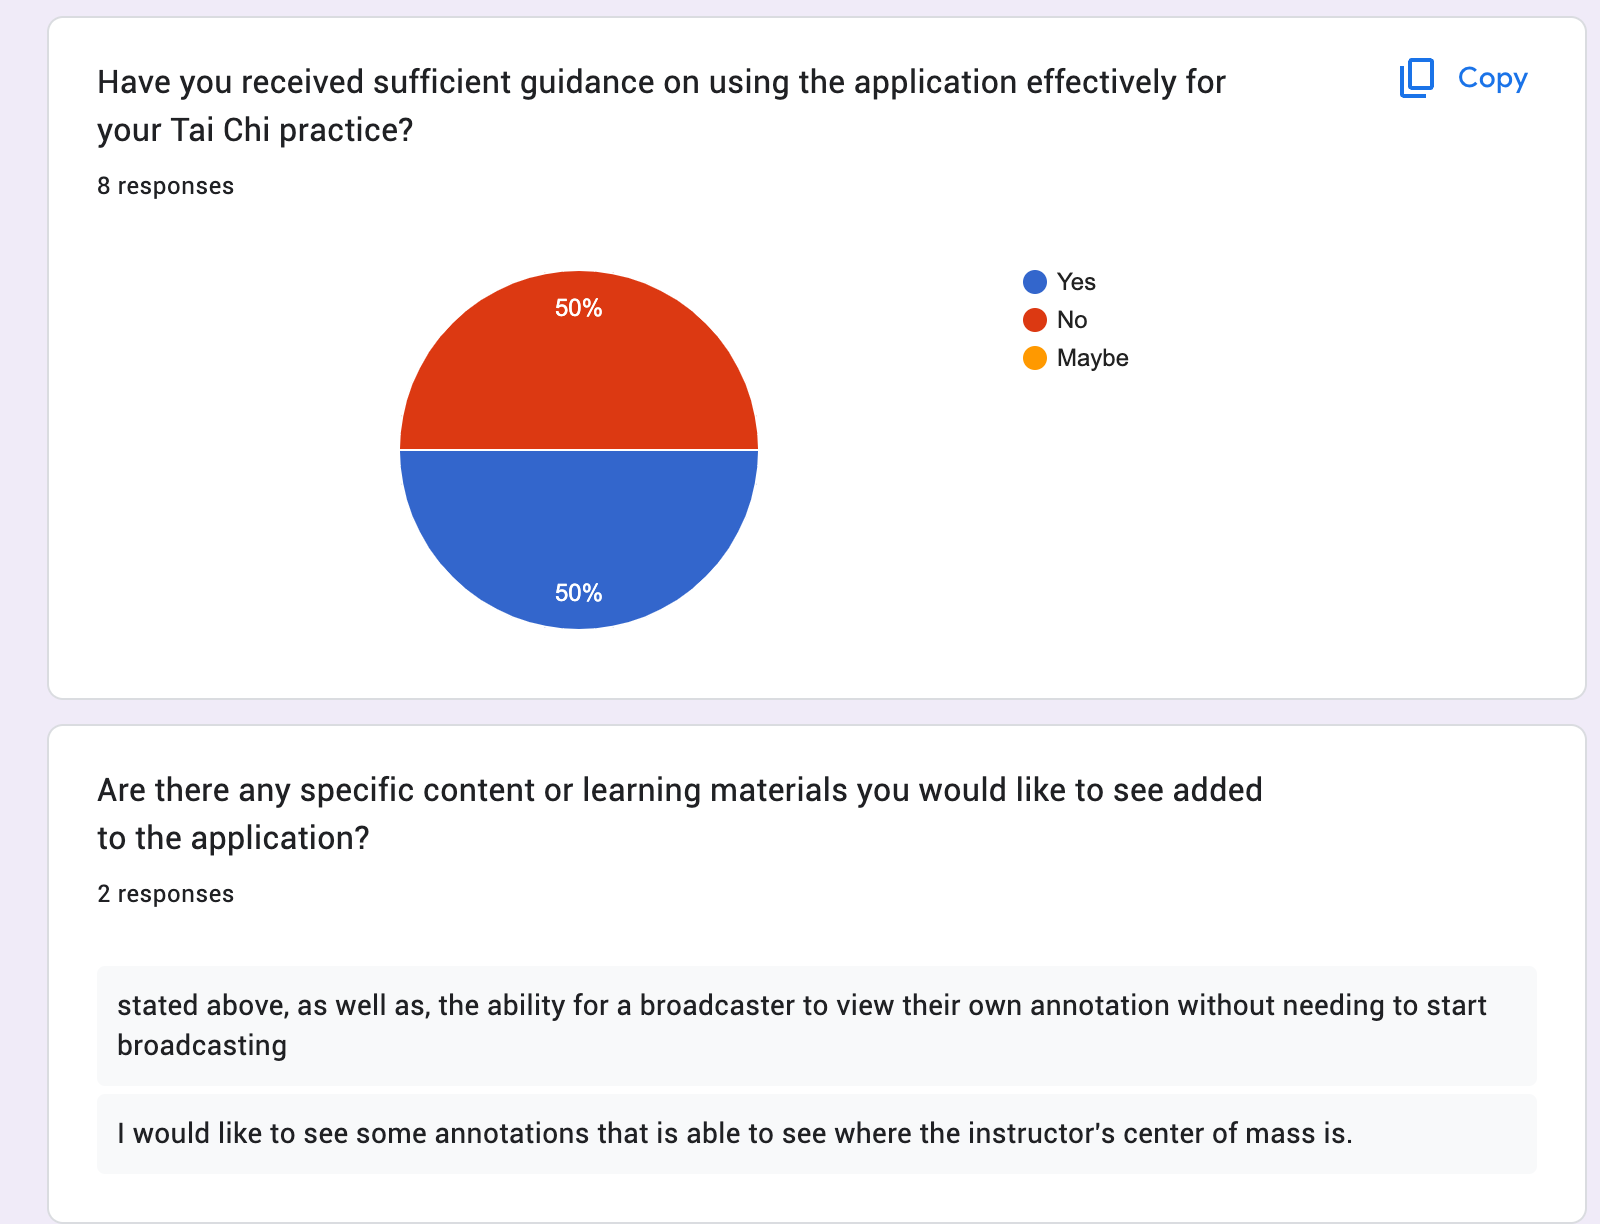 Have you received sufficient guidance on using the application effectively for
your Tai Chi practice?
Copy
8 responses
50%
50%
Yes
No
Maybe
Are there any specific content or learning materials you would like to see added
to the application?
2 responses
stated above, as well as, the ability for a broadcaster to view their own annotation without needing to start
broadcasting
I would like to see some annotations that is able to see where the instructor's center of mass is.